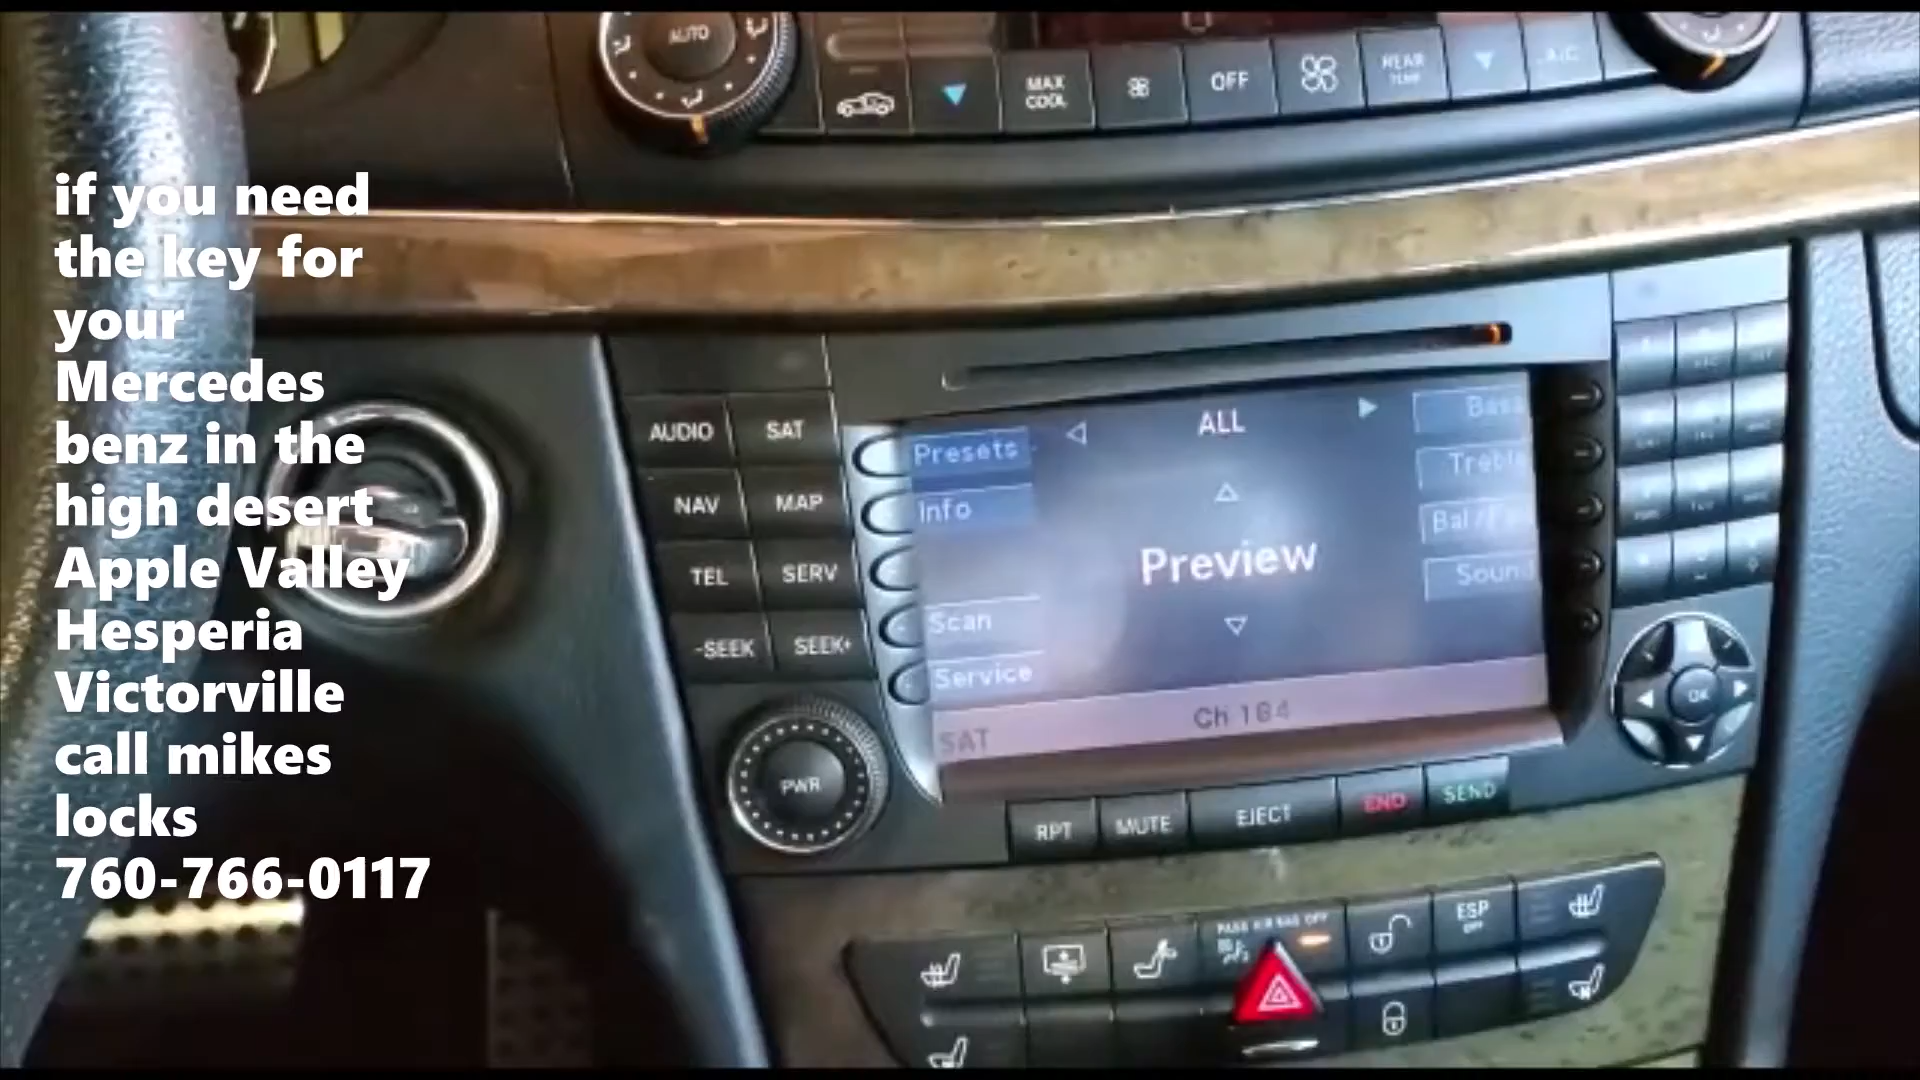 AUTO
MAX
COOL
OFF
REAR
TEMP
A/C
if you need
the key for
your
Mercedes
benz in the
high desert
Apple Valley
Hesperia
Victorville
call mikes
locks
760-766-0117
AUDIO SAT
NAV MAP
TEL SERV
-SEEK SEEK+
PWR
ALL
Presets
Info
Preview
Scan
Service
SAT
Ch 184
Bass
Treble
Bal/Fa
Sound
OK
RPT MUTE EJECT END SEND
PASS AIR BAG OFF
ESP
OFF